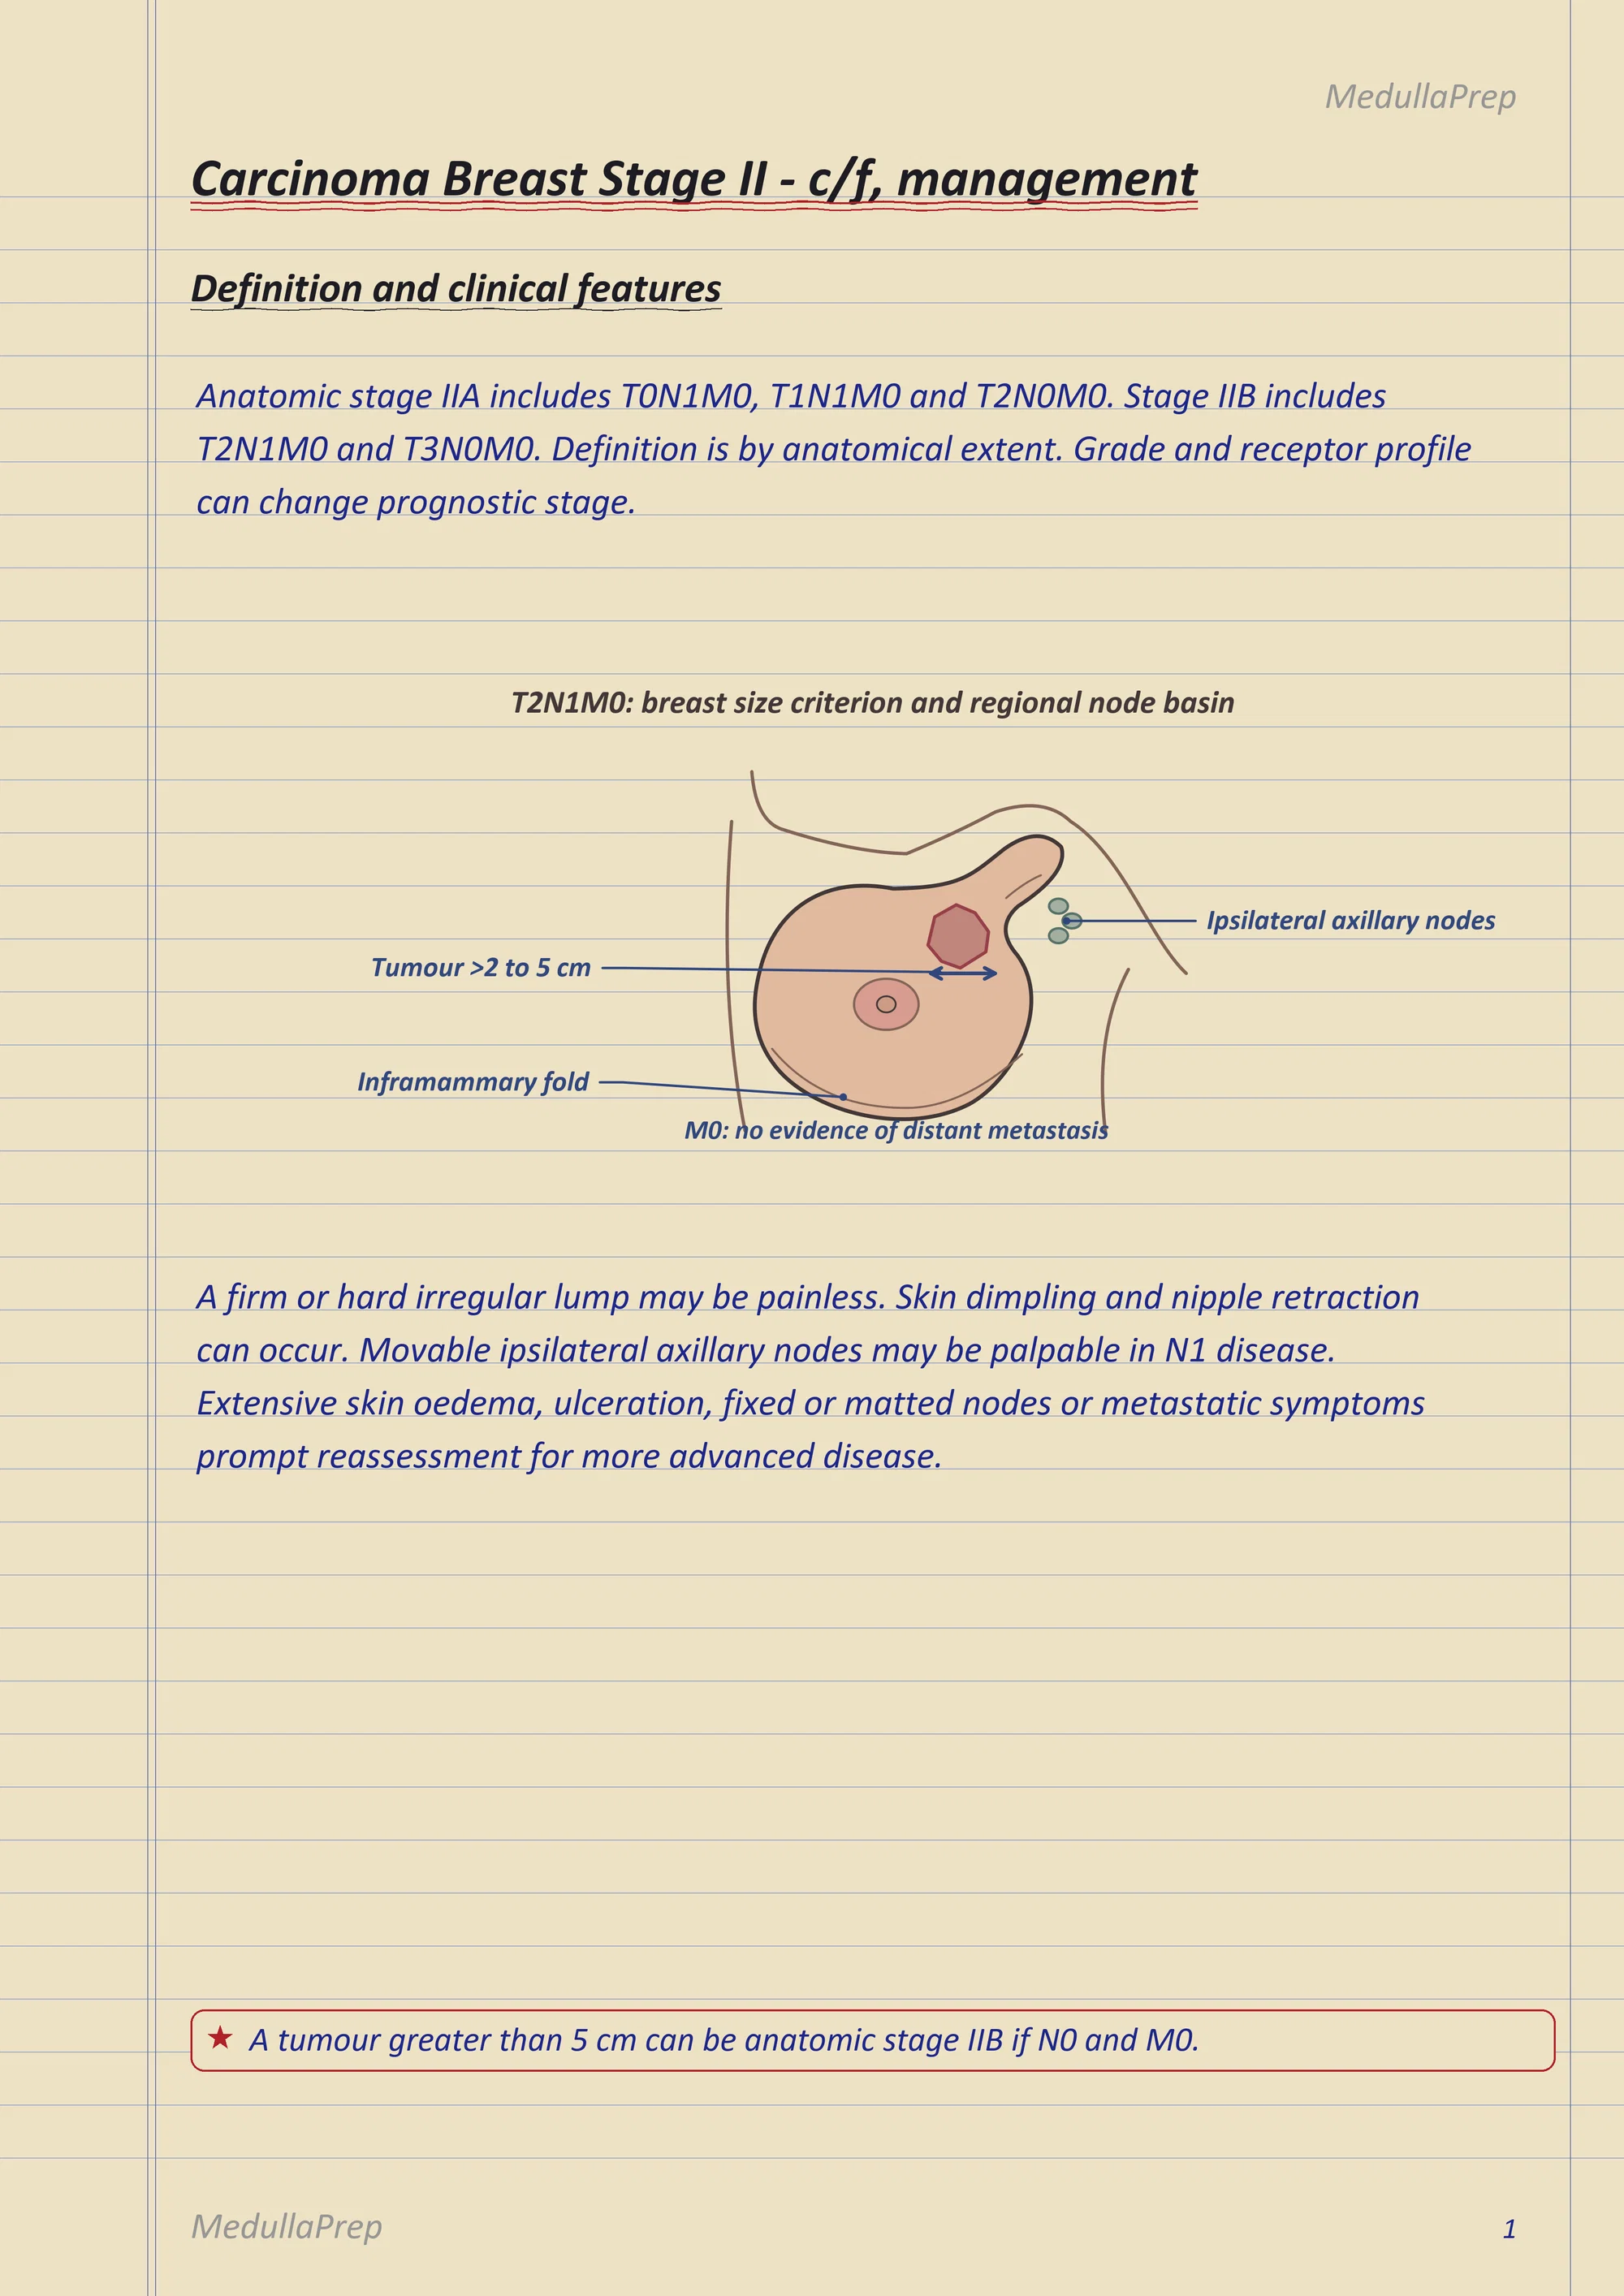 MedullaPrep
Carcinoma Breast Stage II - c/f, management
Definition and clinical features
Anatomic stage IIA includes T0N1M0, T1N1M0 and T2N0M0. Stage IIB includes
T2N1M0 and T3N0M0. Definition is by anatomical extent. Grade and receptor profile
can change prognostic stage.
T2N1M0: breast size criterion and regional node basin
Ipsilateral axillary nodes
Tumour >2 to 5 cm
Inframammary fold
M0: no evidence of distant metastasis
A firm or hard irregular lump may be painless. Skin dimpling and nipple retraction
can occur. Movable ipsilateral axillary nodes may be palpable in N1 disease.
Extensive skin oedema, ulceration, fixed or matted nodes or metastatic symptoms
prompt reassessment for more advanced disease.
★ A tumour greater than 5 cm can be anatomic stage IIB if N0 and M0.
MedullaPrep
1